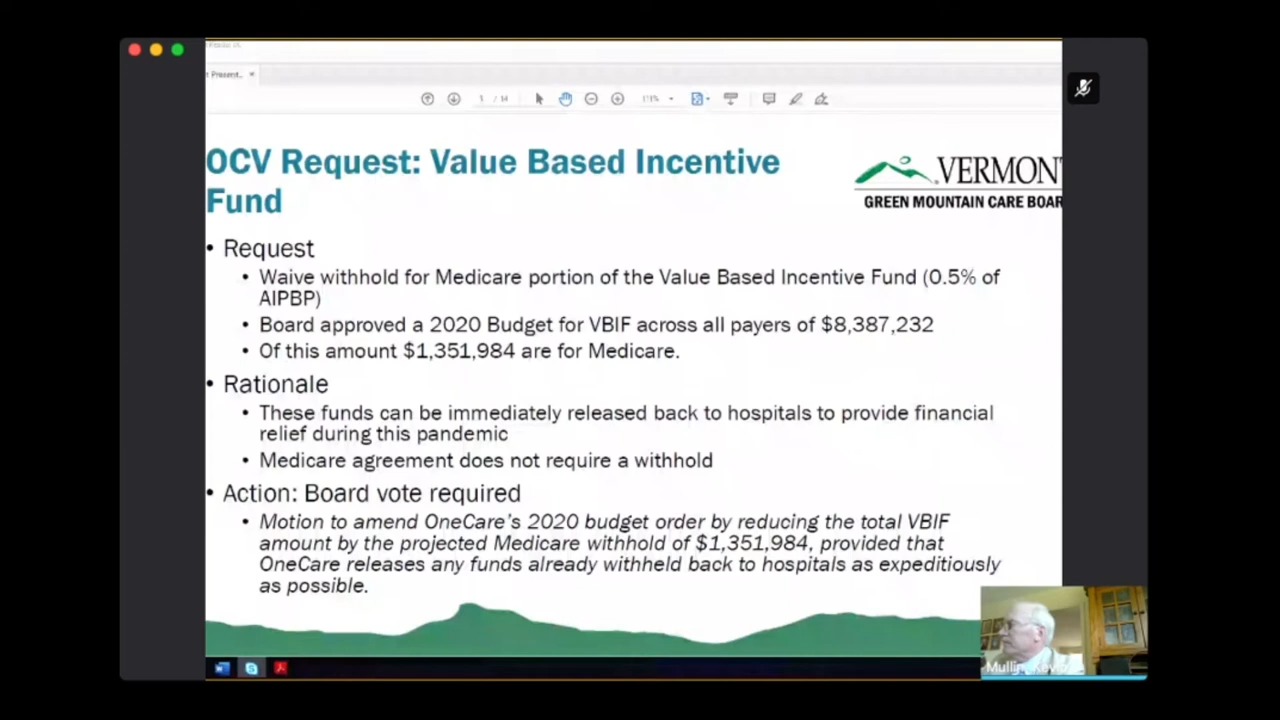 t Present...
/ 14
OCV Request: Value Based Incentive
Fund
VERMONT
GREEN MOUNTAIN CARE BOAR
• Request
• Waive withhold for Medicare portion of the Value Based Incentive Fund (0.5% of
AIPBP)
• Board approved a 2020 Budget for VBIF across all payers of $8,387,232
• Of this amount $1,351,984 are for Medicare.
• Rationale
• These funds can be immediately released back to hospitals to provide financial
relief during this pandemic
• Medicare agreement does not require a withhold
• Action: Board vote required
• Motion to amend OneCare's 2020 budget order by reducing the total VBIF
amount by the projected Medicare withhold of $1,351,984, provided that
OneCare releases any funds already withheld back to hospitals as expeditiously
as possible.
Mullin, Kev